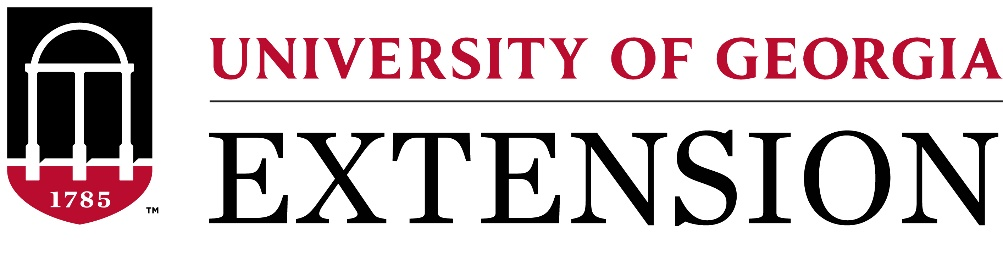 UNIVERSITY OF GEORGIA
EXTENSION
1785
™